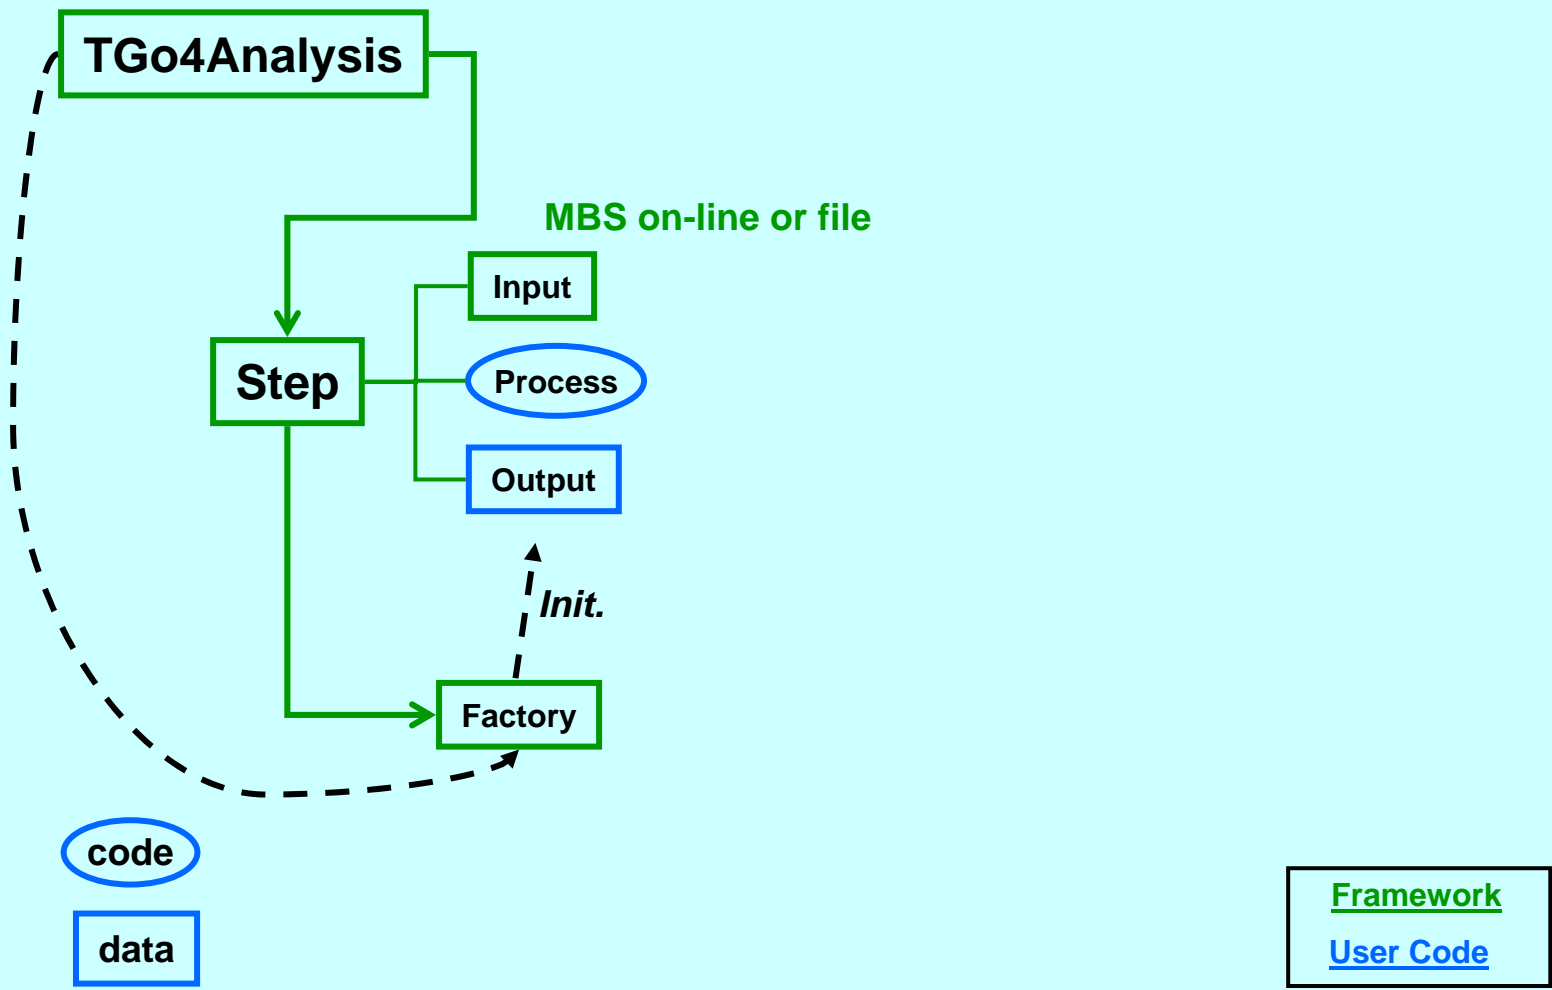 TGo4Analysis
MBS on-line or file
Input
Step
Process
Output
Init.
Factory
code
data
Framework
User Code